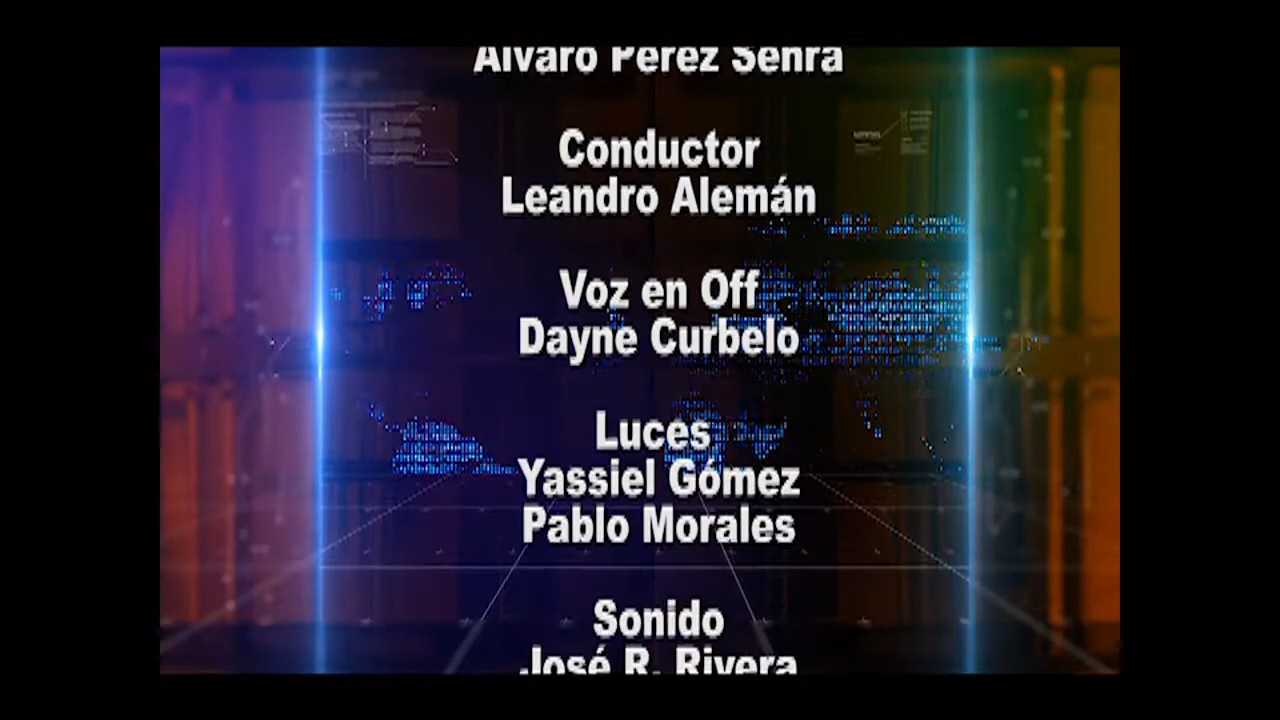 Alvaro Pérez Senra
Conductor
Leandro Alemán
Voz en Off
Dayne Curbelo
Luces
Yassiel Gómez
Pablo Morales
Sonido
José R. Rivera